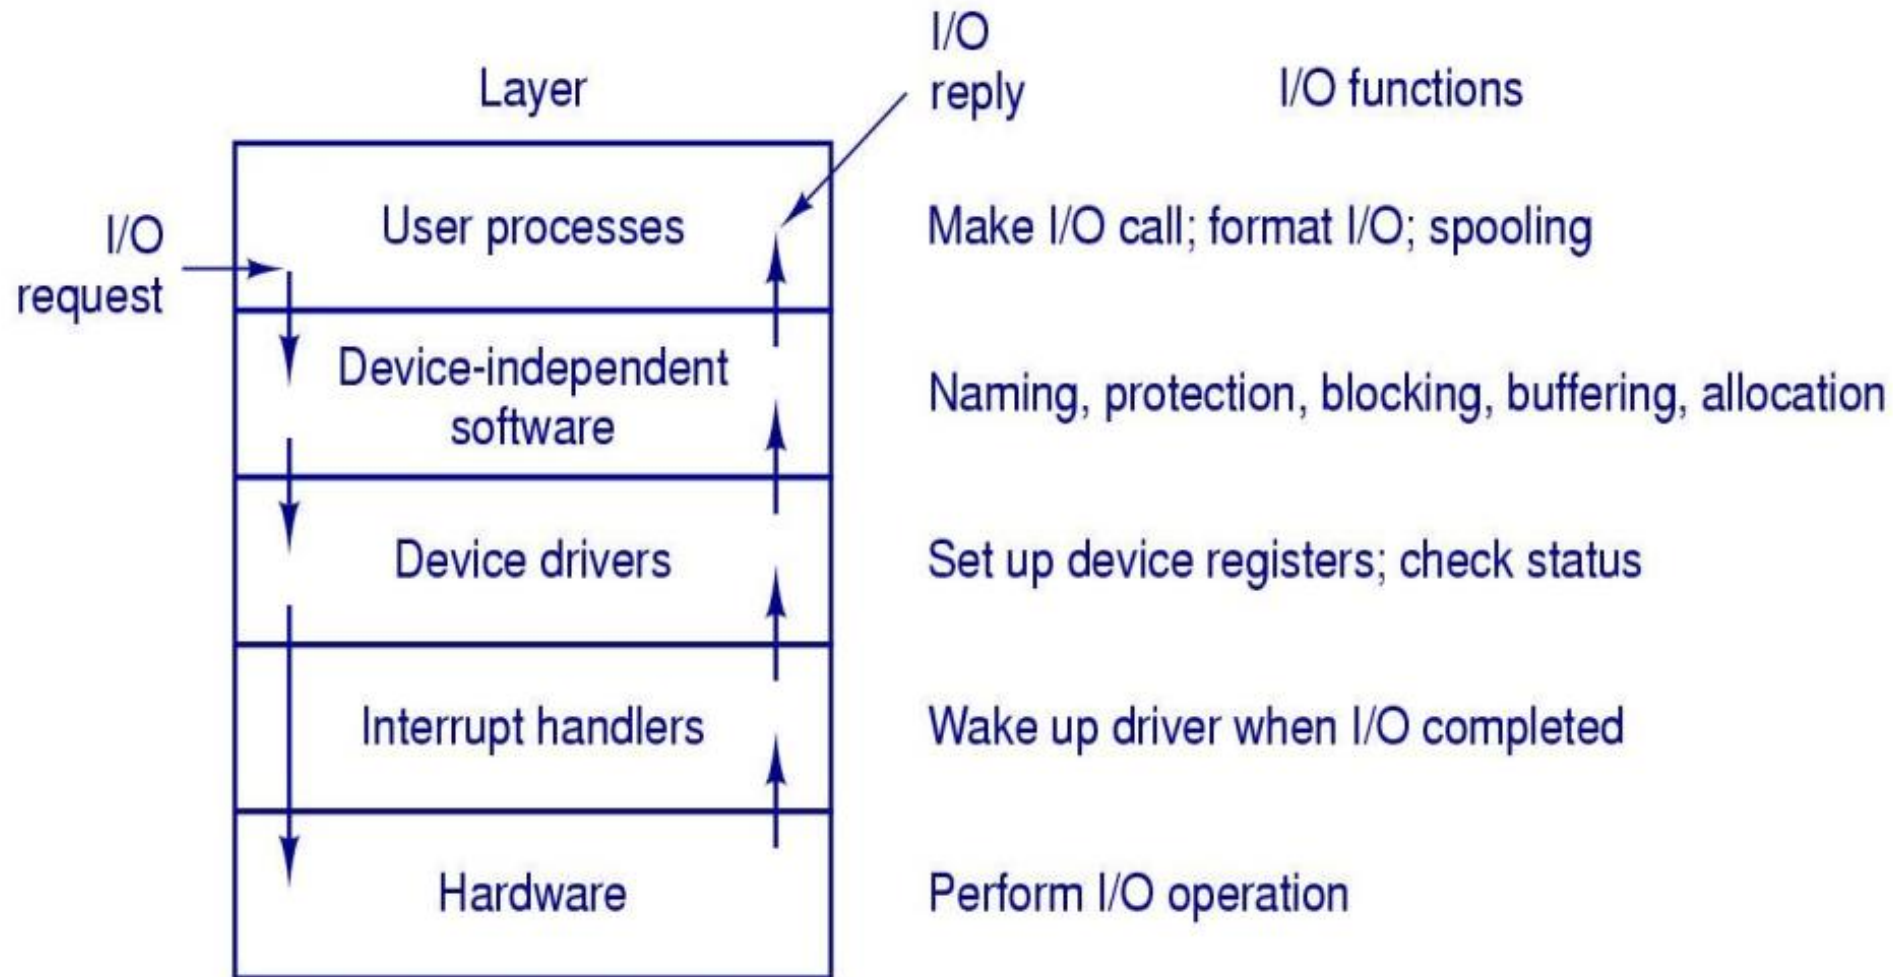 I/O
reply
Layer
I/O functions
User processes
Make I/O call; format I/O; spooling
I/O
request
Device-independent
software
Naming, protection, blocking, buffering, allocation
Device drivers
Set up device registers; check status
Interrupt handlers
Wake up driver when I/O completed
Hardware
Perform I/O operation